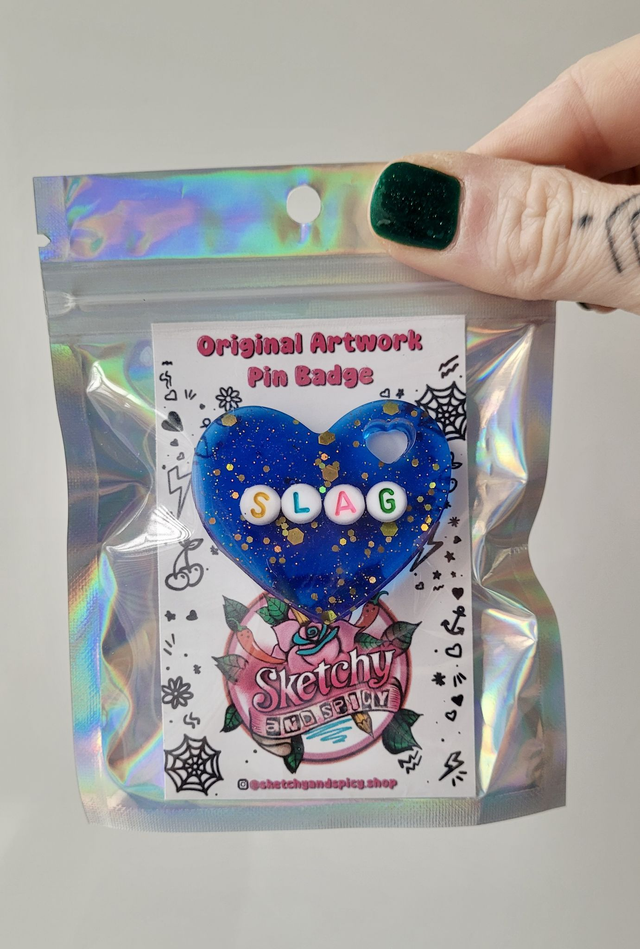 Original Artwork
Pin Badge
SLAG
Sketchy
AND SPICY
@sketchyandspicy.shop